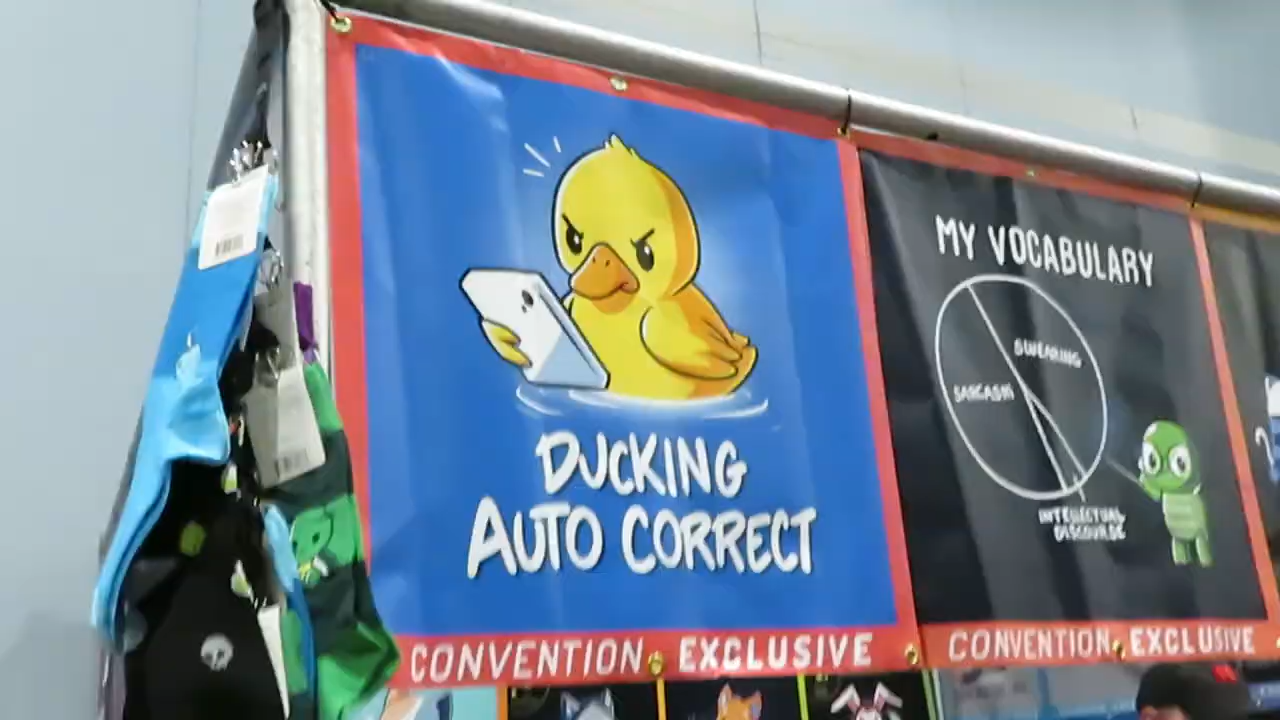 DUCKING
AUTO CORRECT
CONVENTION EXCLUSIVE
MY VOCABULARY
SWEARING
SARCASM
INTELLECTUAL
DISCOURSE
CONVENTION EXCLUSIVE